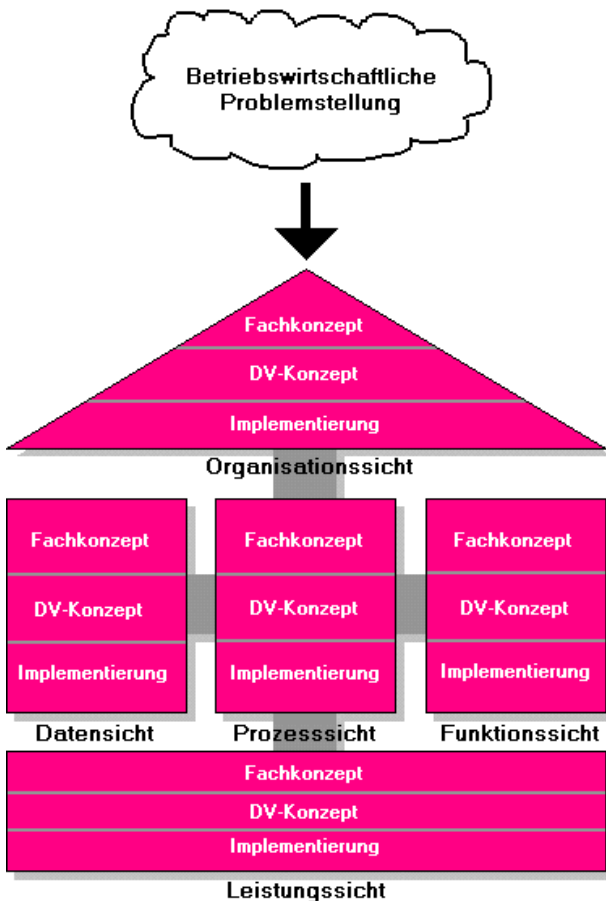 Betriebswirtschaftliche
Problemstellung
Fachkonzept
DV-Konzept
Implementierung
Organisationssicht
Fachkonzept
DV-Konzept
Implementierung
Datensicht
Fachkonzept
DV-Konzept
Implementierung
Prozesssicht
Fachkonzept
DV-Konzept
Implementierung
Funktionssicht
Fachkonzept
DV-Konzept
Implementierung
Leistungssicht